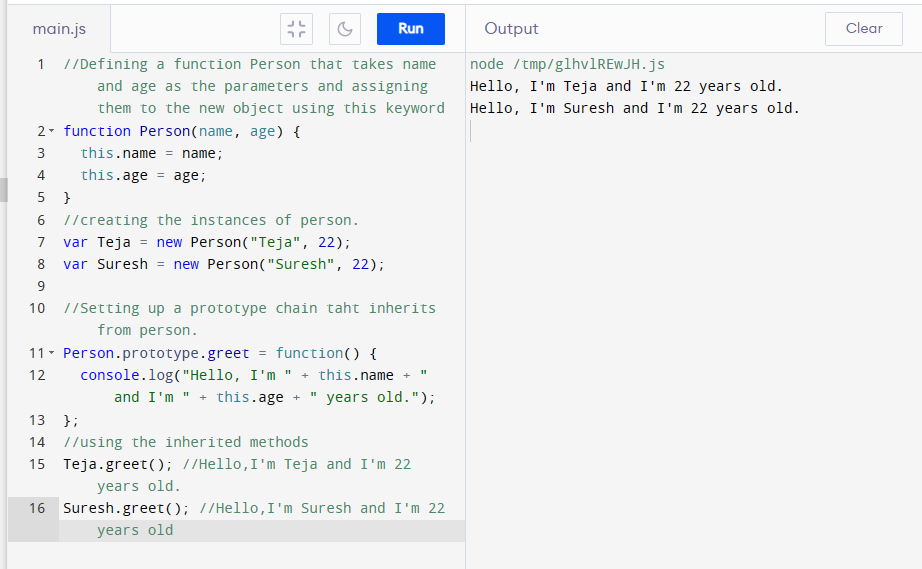 main.js
Run
Output
Clear
1 //Defining a function Person that takes name
and age as the parameters and assigning
them to the new object using this keyword
2 function Person(name, age) {
3 this.name = name;
4 this.age = age;
5 }
6 //creating the instances of person.
7 var Teja = new Person("Teja", 22);
8 var Suresh = new Person("Suresh", 22);
9
10 //Setting up a prototype chain taht inherits
from person.
11 Person.prototype.greet = function() {
12 console.log("Hello, I'm " + this.name + "
and I'm " + this.age + " years old.");
13 };
14 //using the inherited methods
15 Teja.greet(); //Hello,I'm Teja and I'm 22
years old.
16 Suresh.greet(); //Hello,I'm Suresh and I'm 22
years old
node /tmp/glhvlREwJH.js
Hello, I'm Teja and I'm 22 years old.
Hello, I'm Suresh and I'm 22 years old.